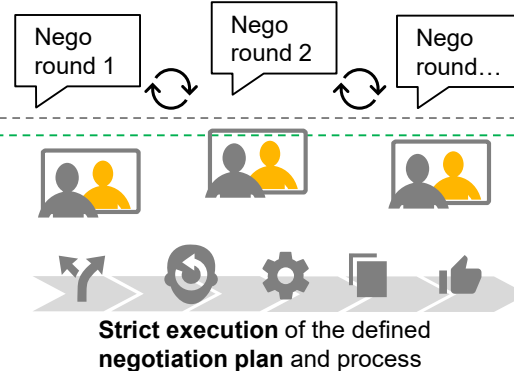 Nego
round 1
Nego
round 2
Nego
round…
Strict execution of the defined
negotiation plan and process